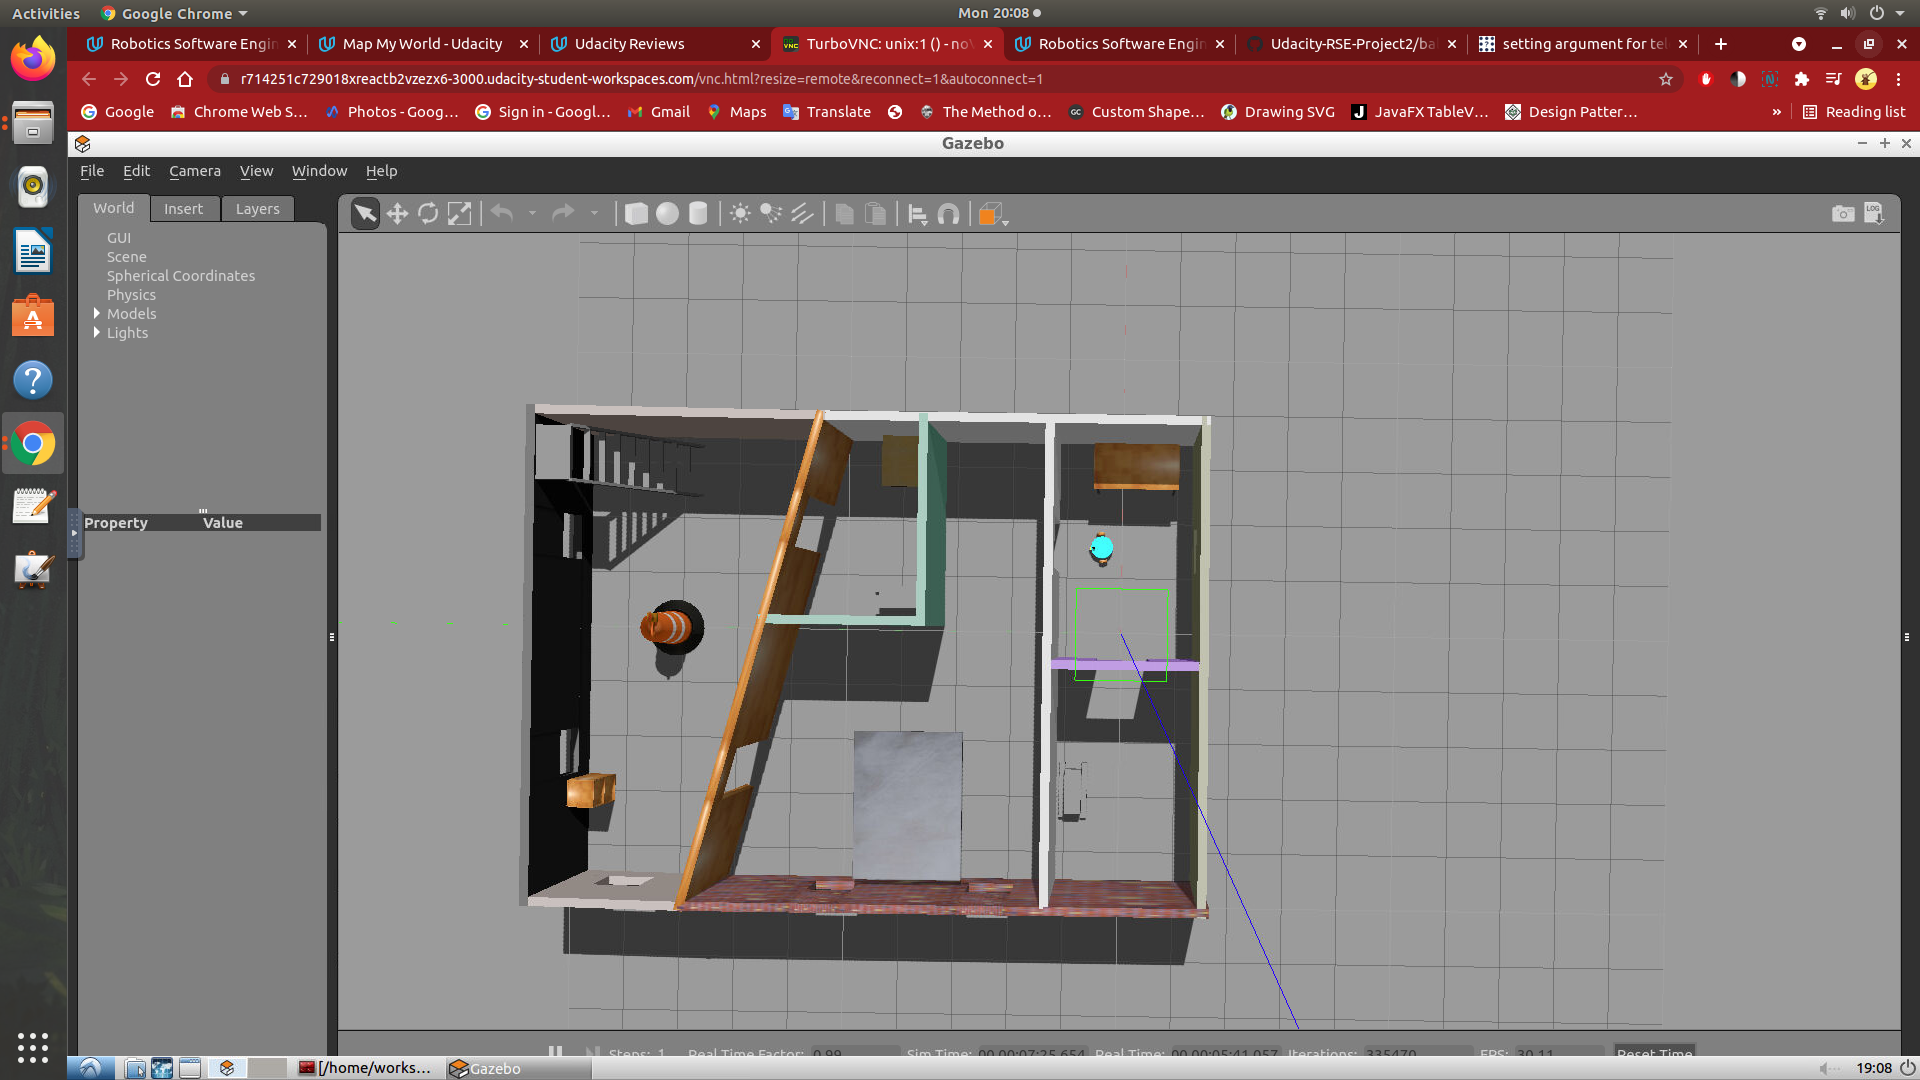 Activities Google Chrome Mon 20:08
Robotics Software Engin Map My World - Udacity Udacity Reviews TurboVNC: unix:1 () - noV Robotics Software Engin Udacity-RSE-Project2/bal setting argument for tel
r714251c729018xreactb2vzezx6-3000.udacity-student-workspaces.com/vnc.html?resize=remote&reconnect=1&autoconnect=1
Google Chrome Web S... Photos - Goog... Sign in - Googl... Gmail Maps Translate The Method o... Custom Shape... Drawing SVG JavaFX TableV... Design Patter... » Reading list
Gazebo
File Edit Camera View Window Help
World Insert Layers
LOG
GUI
Scene
Spherical Coordinates
Physics
Models
Lights
Property Value
Steps: 1 Real Time Factor: 0.99 Sim Time: 00 00:07:25.654 Real Time: 00 00:05:41.057 Iterations: 335470 FPS: 30.11 Reset Time
[/home/works... Gazebo 19:08